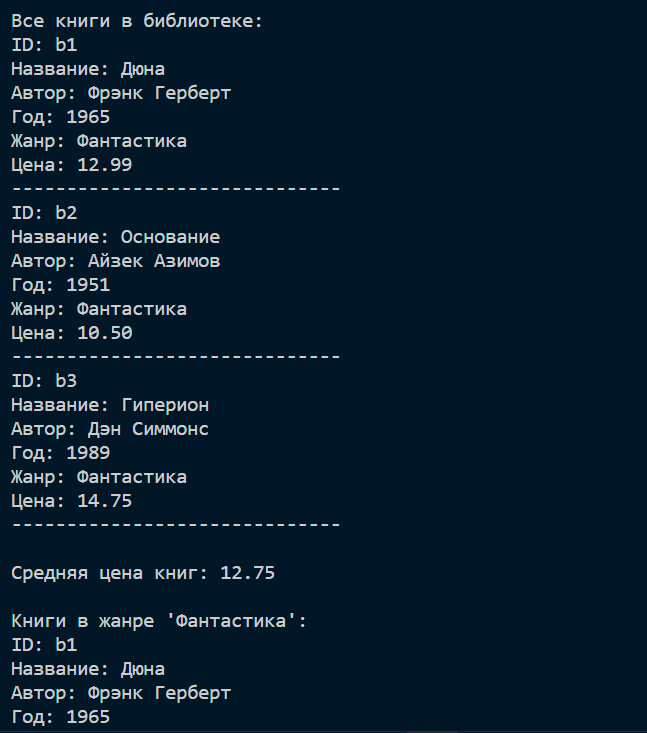 Все книги в библиотеке:
ID: b1
Название: Дюна
Автор: Фрэнк Герберт
Год: 1965
Жанр: Фантастика
Цена: 12.99
------------------------------
ID: b2
Название: Основание
Автор: Айзек Азимов
Год: 1951
Жанр: Фантастика
Цена: 10.50
------------------------------
ID: b3
Название: Гиперион
Автор: Дэн Симмонс
Год: 1989
Жанр: Фантастика
Цена: 14.75
------------------------------
Средняя цена книг: 12.75
Книги в жанре 'Фантастика':
ID: b1
Название: Дюна
Автор: Фрэнк Герберт
Год: 1965